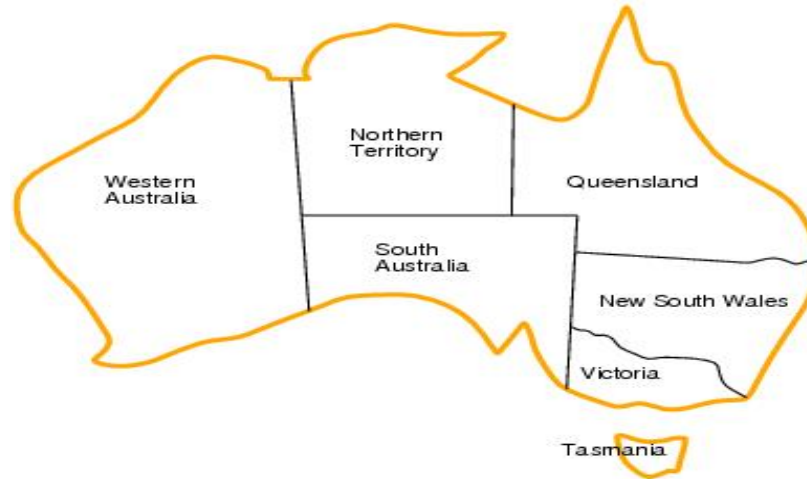 Northern
Territory
Western
Australia
Queensland
South
Australia
New South Wales
Victoria
Tasmania